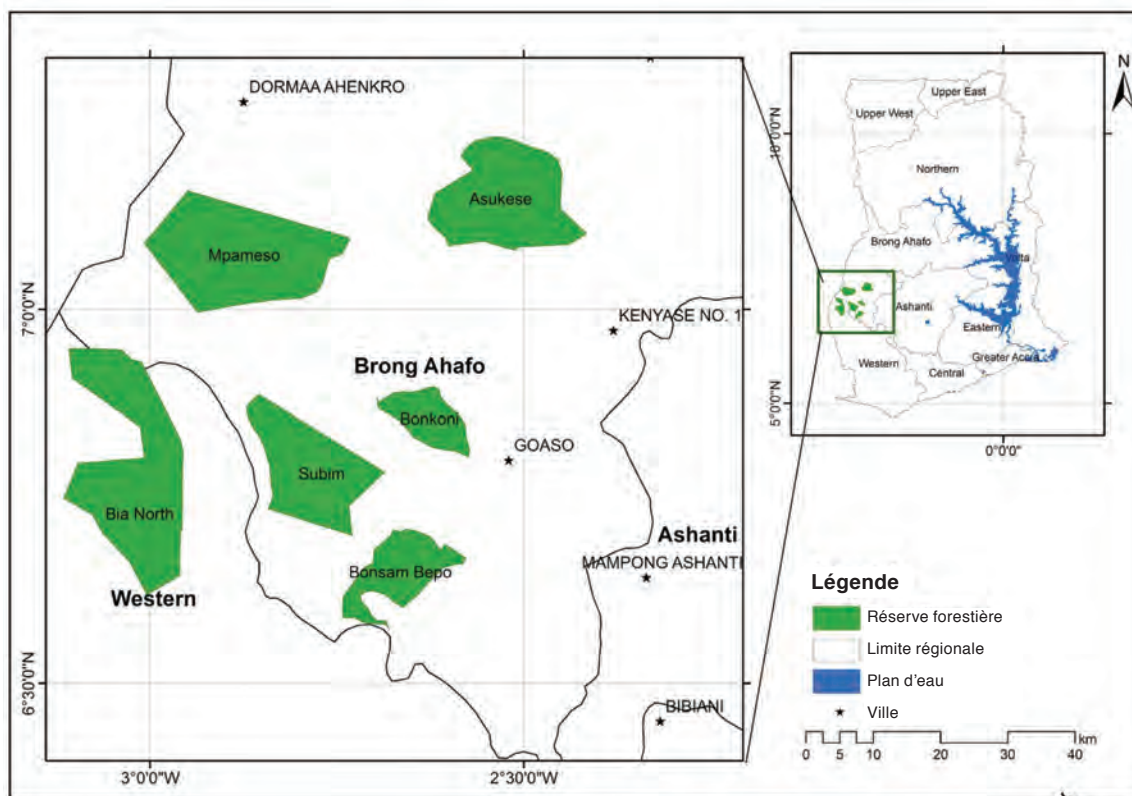 DORMAA AHENKRO
Asukese
Mpameso
KENYASE NO. 1
Brong Ahafo
Bonkoni
GOASO
Subim
Bia North
Ashanti
MAMPONG ASHANTI
Bonsam Bepo
Western
BIBIANI
7°0'0"N
6°30'0"N
3°0'0"W
2°30'0"W
N
Upper East
Upper West
10°0'0"N
Northern
Brong Ahafo
Volta
Ashanti
Eastern
Greater Accra
Western
Central
5°0'0"N
0°0'0"
Légende
Réserve forestière
Limite régionale
Plan d'eau
Ville
km
0 5 10 20 30 40